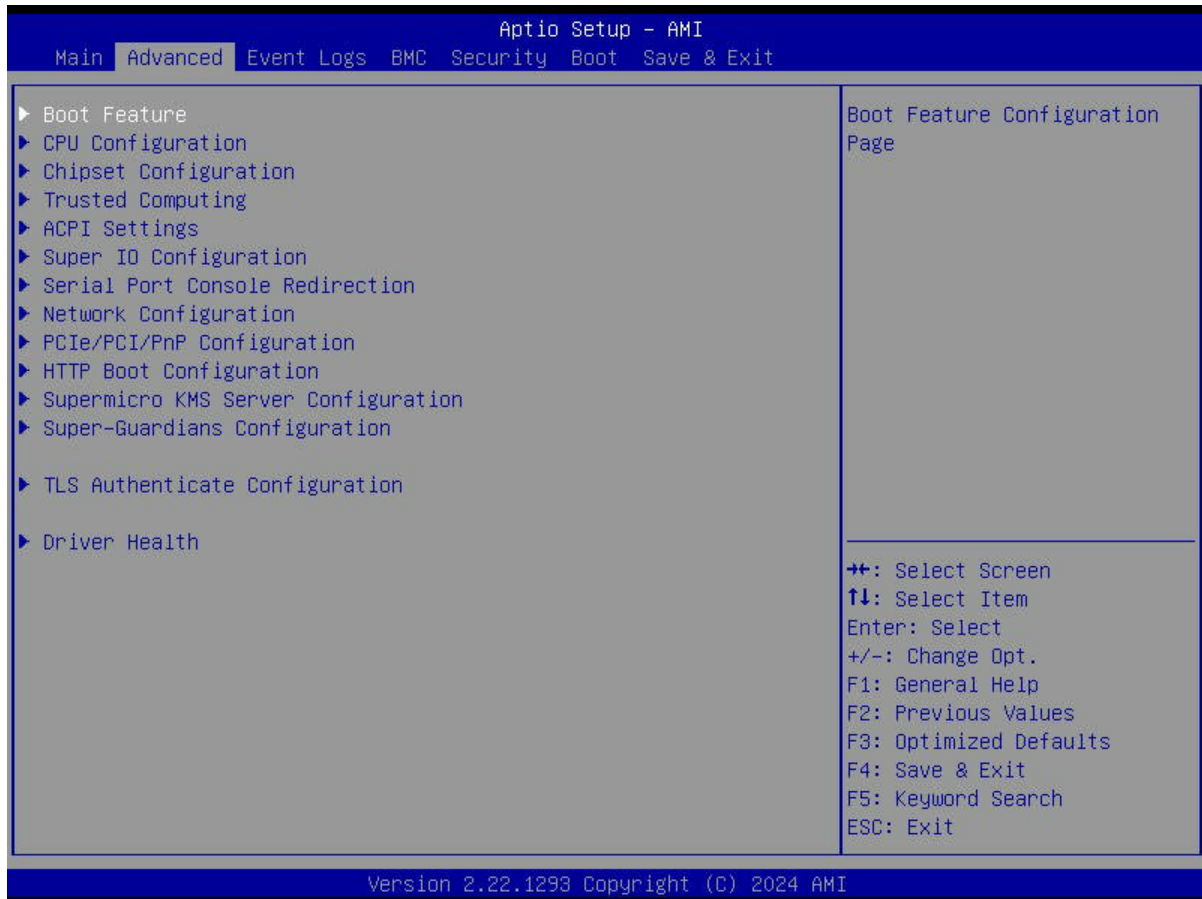 Aptio Setup - AMI
Main Advanced Event Logs BMC Security Boot Save & Exit
▶ Boot Feature
▶ CPU Configuration
▶ Chipset Configuration
▶ Trusted Computing
▶ ACPI Settings
▶ Super IO Configuration
▶ Serial Port Console Redirection
▶ Network Configuration
▶ PCIe/PCI/PnP Configuration
▶ HTTP Boot Configuration
▶ Supermicro KMS Server Configuration
▶ Super-Guardians Configuration
▶ TLS Authenticate Configuration
▶ Driver Health
Boot Feature Configuration
Page
→←: Select Screen
↑↓: Select Item
Enter: Select
+/-: Change Opt.
F1: General Help
F2: Previous Values
F3: Optimized Defaults
F4: Save & Exit
F5: Keyword Search
ESC: Exit
Version 2.22.1293 Copyright (C) 2024 AMI